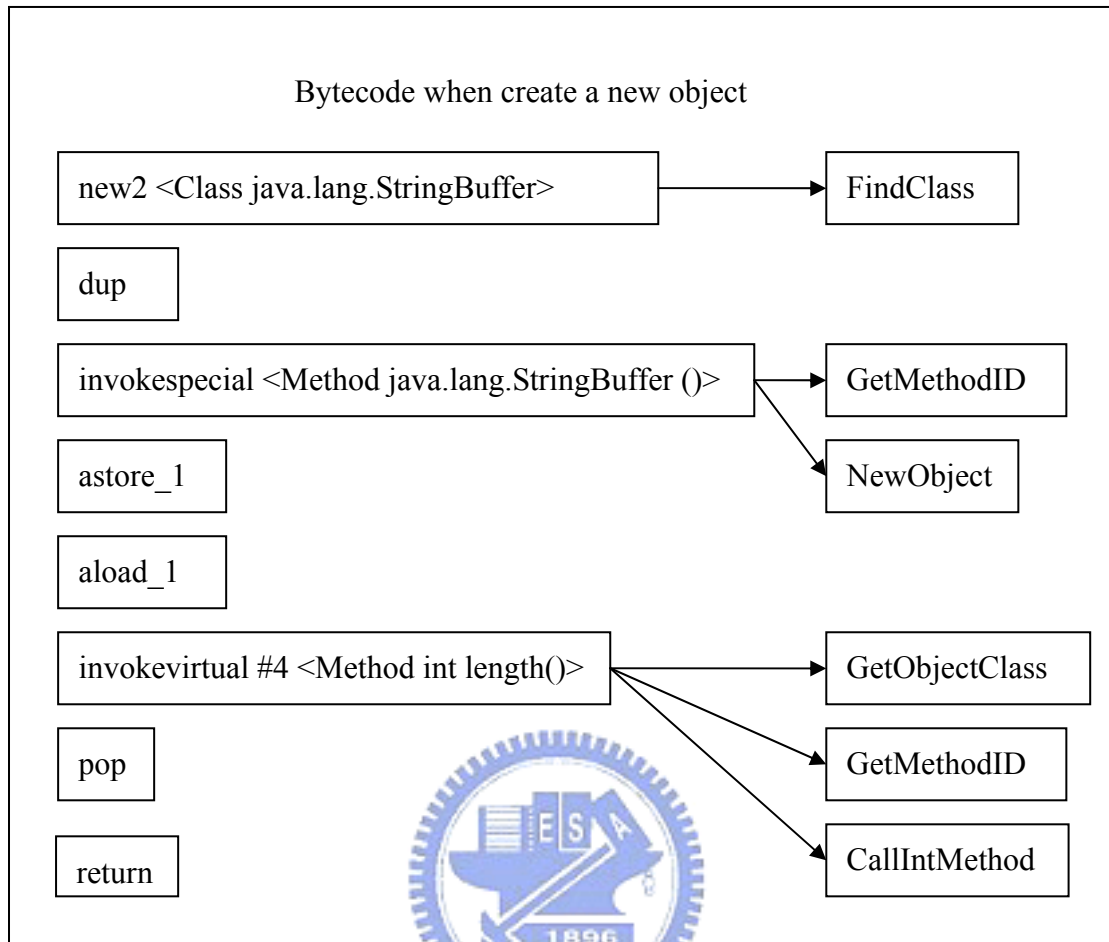 Bytecode when create a new object
new2 <Class java.lang.StringBuffer>
FindClass
dup
invokespecial <Method java.lang.StringBuffer ()>
GetMethodID
NewObject
astore_1
aload_1
invokevirtual #4 <Method int length()>
GetObjectClass
pop
GetMethodID
return
CallIntMethod
E S A
1896